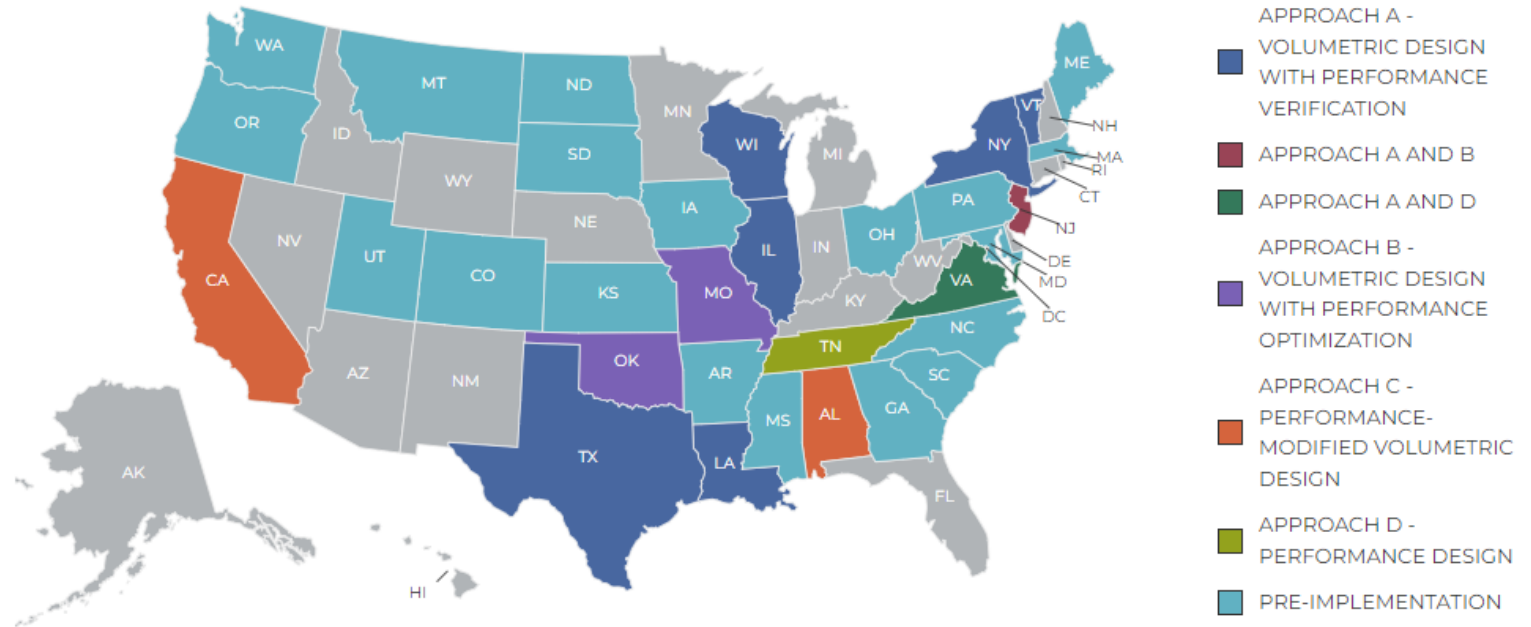 WA
MT
ND
MN
ME
OR
ID
SD
WI
MI
NY
VT
NH
MA
RI
CT
WY
IA
PA
NJ
NE
NV
UT
CO
IL
IN
OH
WV
VA
DE
MD
DC
CA
KS
MO
KY
NC
AZ
NM
OK
AR
TN
SC
MS
AL
GA
TX
LA
FL
AK
HI
APPROACH A -
VOLUMETRIC DESIGN
WITH PERFORMANCE
VERIFICATION
APPROACH A AND B
APPROACH A AND D
APPROACH B -
VOLUMETRIC DESIGN
WITH PERFORMANCE
OPTIMIZATION
APPROACH C -
PERFORMANCE-
MODIFIED VOLUMETRIC
DESIGN
APPROACH D -
PERFORMANCE DESIGN
PRE-IMPLEMENTATION